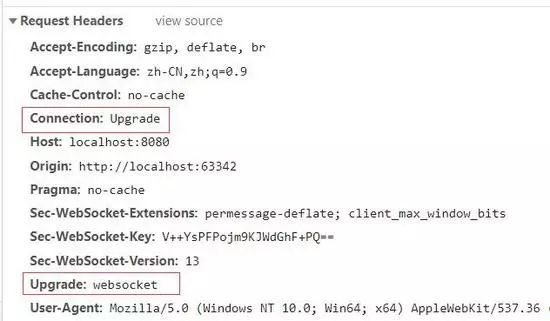 ▼ Request Headers view source
Accept-Encoding: gzip, deflate, br
Accept-Language: zh-CN,zh;q=0.9
Cache-Control: no-cache
Connection: Upgrade
Host: localhost:8080
Origin: http://localhost:63342
Pragma: no-cache
Sec-WebSocket-Extensions: permessage-deflate; client_max_window_bits
Sec-WebSocket-Key: V++YsPFPojm9KJWdGhF+PQ==
Sec-WebSocket-Version: 13
Upgrade: websocket
User-Agent: Mozilla/5.0 (Windows NT 10.0; Win64; x64) AppleWebKit/537.36